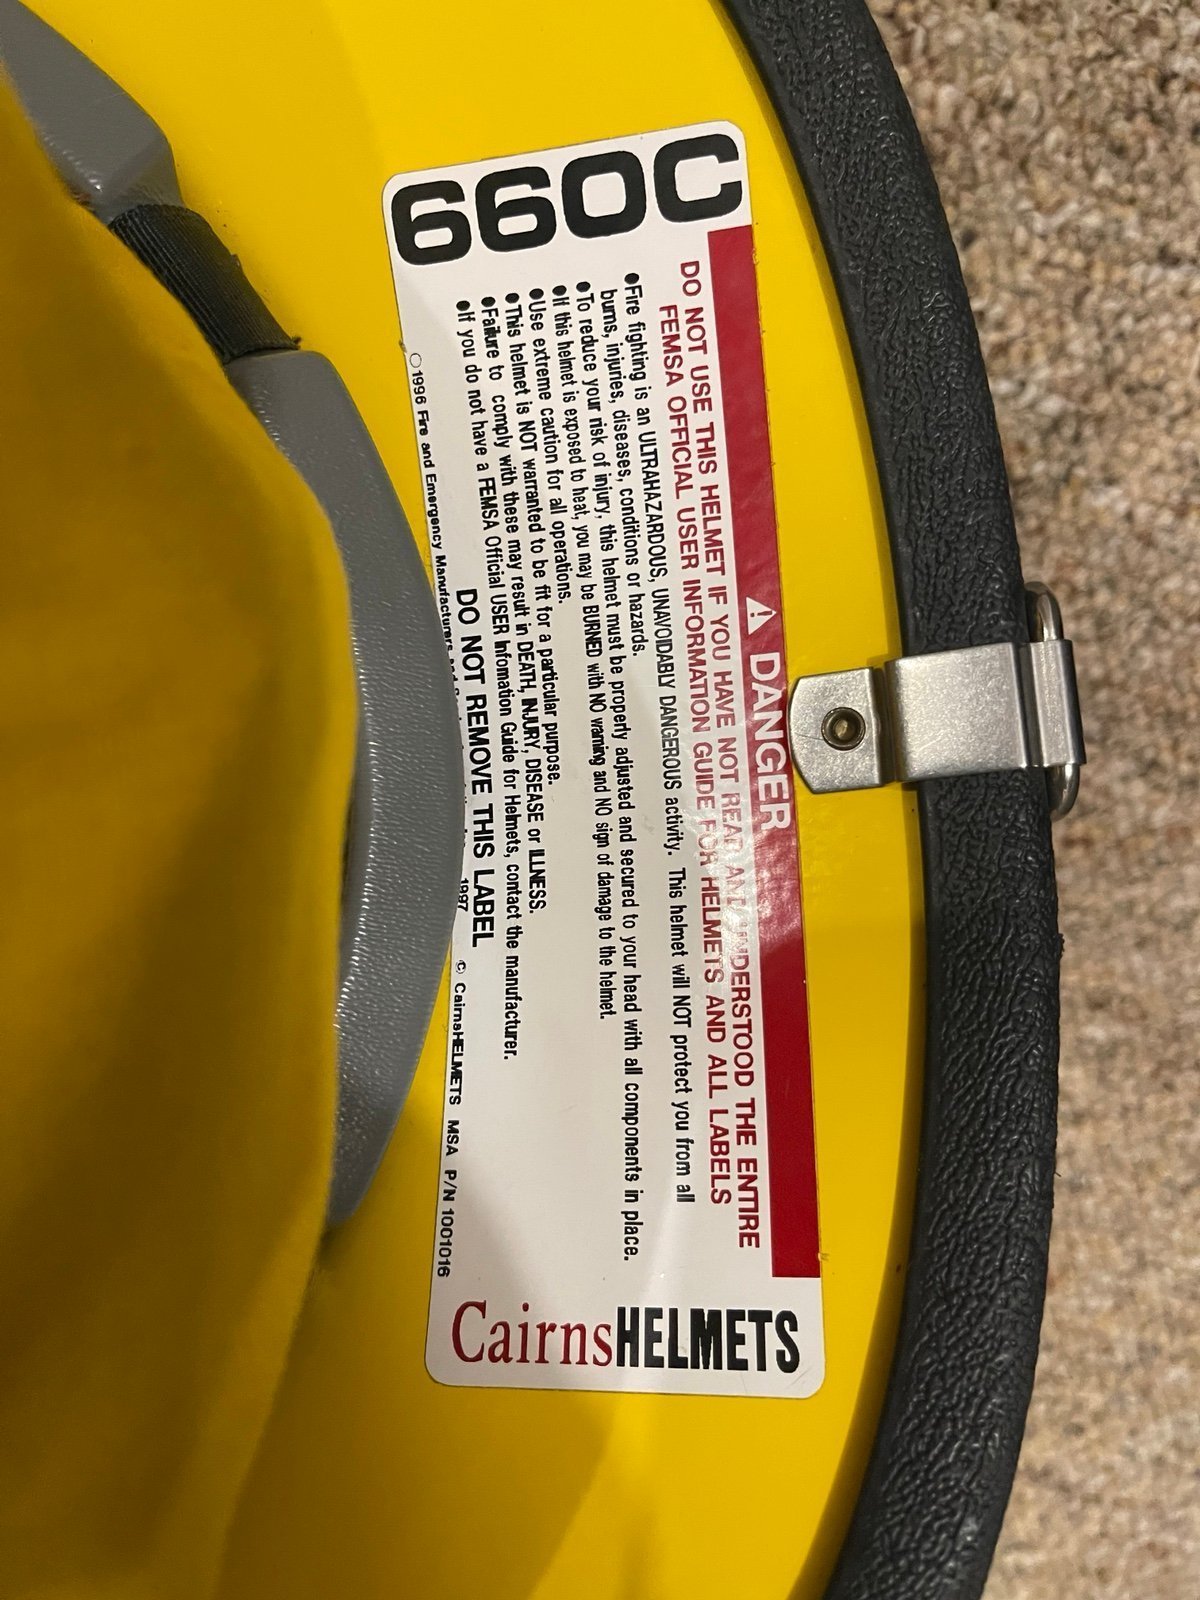 660C
⚠ DANGER
DO NOT USE THIS HELMET IF YOU HAVE NOT READ AND UNDERSTOOD THE ENTIRE
FEMSA OFFICIAL USER INFORMATION GUIDE FOR HELMETS AND ALL LABELS
●Fire fighting is an ULTRAHAZARDOUS, UNAVOIDABLY DANGEROUS activity. This helmet will NOT protect you from all
burns, injuries, diseases, conditions or hazards.
●To reduce your risk of injury, this helmet must be properly adjusted and secured to your head with all components in place.
●If this helmet is exposed to heat, you may be BURNED with NO warning and NO sign of damage to the helmet.
●Use extreme caution for all operations.
●This helmet is NOT warranted to be fit for a particular purpose.
●Failure to comply with these may result in DEATH, INJURY, DISEASE or ILLNESS.
●If you do not have a FEMSA Official USER Information Guide for Helmets, contact the manufacturer.
DO NOT REMOVE THIS LABEL
1996 Fire and Emergency Manufacturers and 1997 © CairnsHELMETS MSA P/N 1001016
CairnsHELMETS